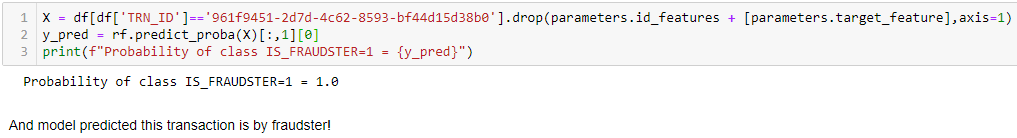 1 X = df[df['TRN_ID']=='961f9451-2d7d-4c62-8593-bf44d15d38b0'].drop(parameters.id_features + [parameters.target_feature],axis=1)
2 y_pred = rf.predict_proba(X)[:,1][0]
3 print(f"Probability of class IS_FRAUDSTER=1 = {y_pred}")
Probability of class IS_FRAUDSTER=1 = 1.0
And model predicted this transaction is by fraudster!